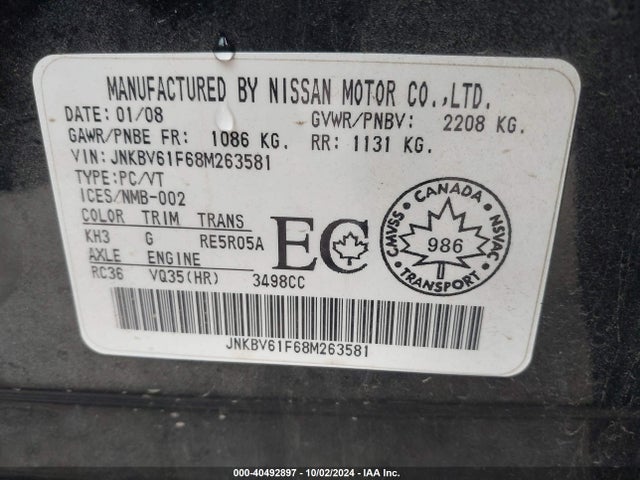 MANUFACTURED BY NISSAN MOTOR CO.,LTD.
DATE: 01/08 GVWR/PNBV: 2208 KG.
GAWR/PNBE FR: 1086 KG. RR: 1131 KG.
VIN: JNKBV61F68M263581
TYPE:PC/VT
ICES/NMB-002
COLOR TRIM TRANS
KH3 G RE5R05A
AXLE ENGINE
RC36 VQ35(HR) 3498CC
EC
CANADA
CMVSS NSVAC
986
TRANSPORT
JNKBV61F68M263581
000-40492897 - 10/02/2024 - IAA Inc.